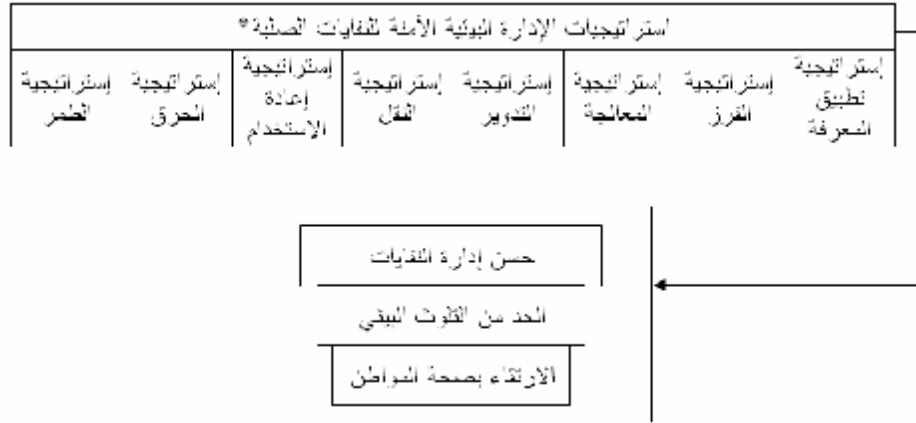 استراتيجيات الإدارة البيئية الآمنة للنفايات الصلبة*
إستراتيجية تطبيق المعرفة
إستراتيجية الفرز
إستراتيجية المعالجة
إستراتيجية التدوير
إستراتيجية النقل
إستراتيجية إعادة الاستخدام
إستراتيجية الحرق
إستراتيجية الطمر
حسن إدارة النفايات
الحد من التلوث البيئي
الارتقاء بصحة المواطن